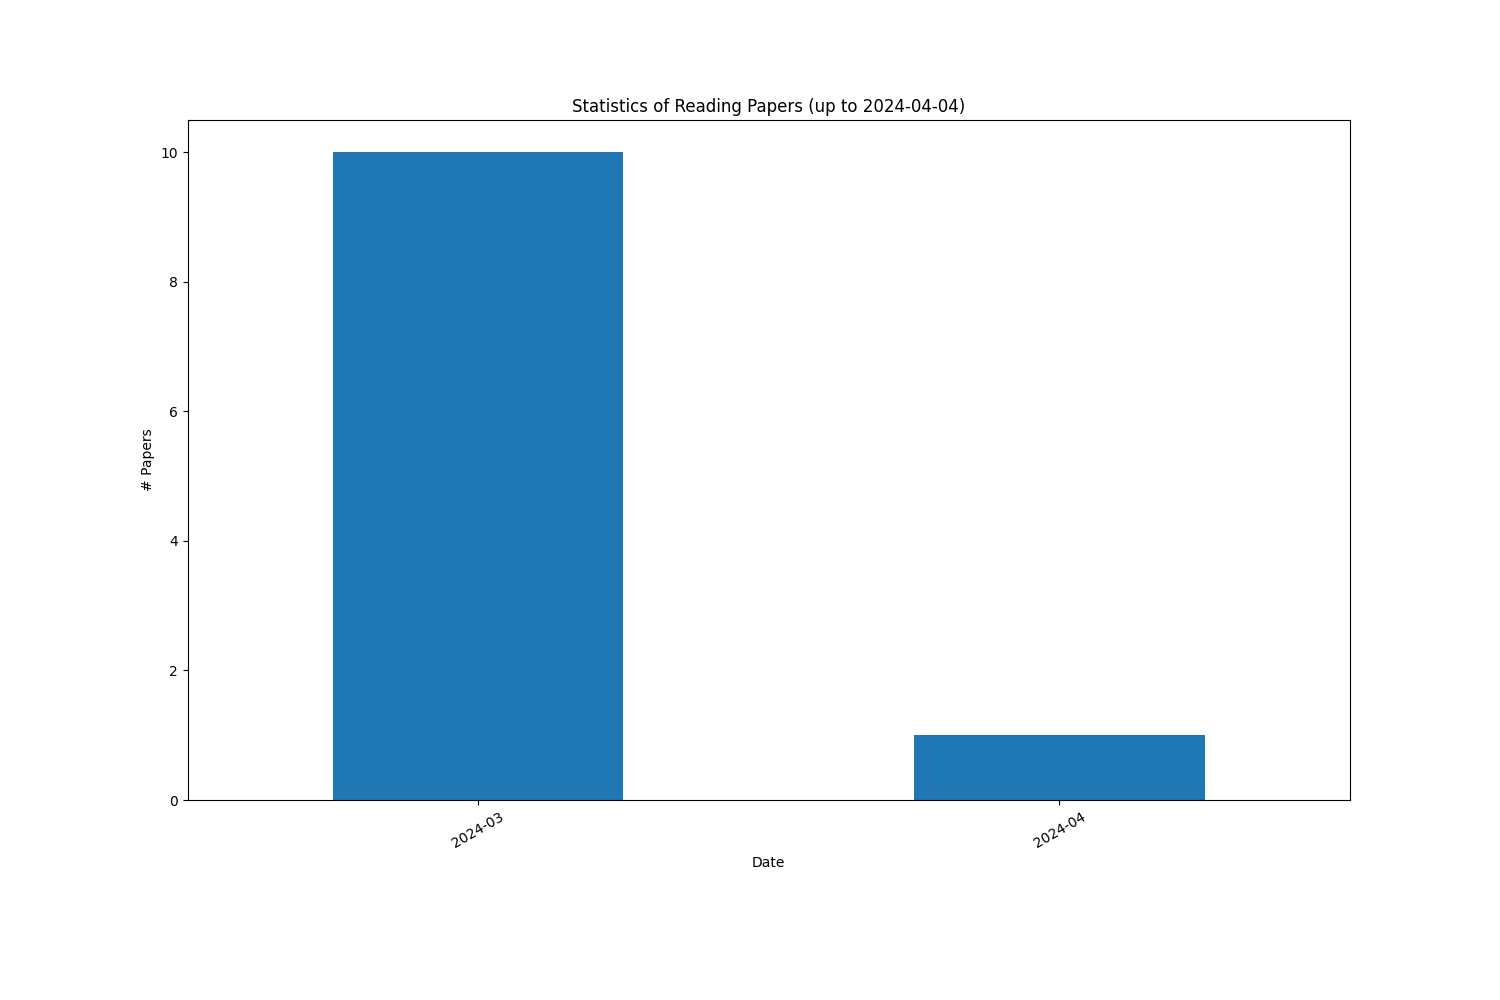 Statistics of Reading Papers (up to 2024-04-04)
10
8
6
4
2
0
# Papers
2024-03
2024-04
Date